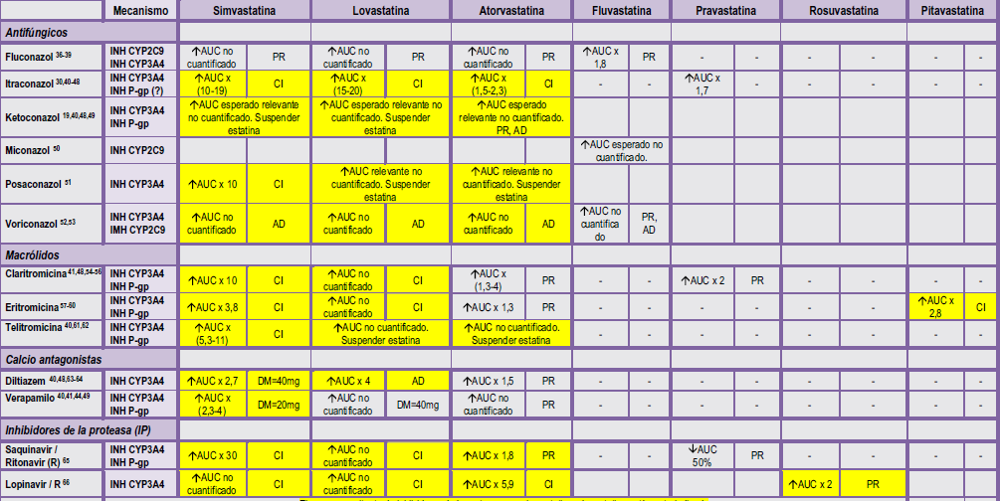 Mecanismo Simvastatina Lovastatina Atorvastatina Fluvastatina Pravastatina Rosuvastatina Pitavastatina
Antifúngicos
Fluconazol 36-39 INH CYP2C9 ↑AUC no PR ↑AUC no PR ↑AUC no PR ↑AUC x PR - - - - - -
INH CYP3A4 cuantificado cuantificado cuantificado 1,8
Itraconazol 30,40-48 INH CYP3A4 ↑AUC x CI ↑AUC x CI ↑AUC x CI - - ↑AUC x - - - -
INH P-gp (?) (10-19) (15-20) (1,5-2,3) 1,7
Ketoconazol 19,40,48,49 INH CYP3A4 ↑AUC esperado relevante ↑AUC esperado relevante no ↑AUC esperado
INH P-gp no cuantificado. Suspender cuantificado. Suspender relevante no cuantificado.
estatina estatina PR, AD
Miconazol 50 INH CYP2C9 ↑AUC esperado no
cuantificado.
Posaconazol 51 INH CYP3A4 ↑AUC x 10 CI ↑AUC relevante no ↑AUC relevante no
cuantificado. Suspender cuantificado. Suspender
estatina estatina
Voriconazol 52,53 INH CYP3A4 ↑AUC no AD ↑AUC no AD ↑AUC no AD ↑AUC no PR,
IMH CYP2C9 cuantificado cuantificado cuantificado cuantifica AD
do
Macrólidos
Claritromicina 41,48,54-56 INH CYP3A4 ↑AUC x 10 CI ↑AUC no CI ↑AUC x PR - - ↑AUC x 2 PR - - - -
INH P-gp cuantificado (1,3-4)
Eritromicina 57-60 INH CYP3A4 ↑AUC x 3,8 CI ↑AUC no CI ↑AUC x 1,3 PR - - - - - - ↑AUC x CI
INH P-gp cuantificado 2,8
Telitromicina 40,61,62 INH CYP3A4 ↑AUC x CI ↑AUC no cuantificado. ↑AUC no cuantificado. - - - - - - - -
INH P-gp (5,3-11) Suspender estatina Suspender estatina
Calcio antagonistas
Diltiazem 40,48,63-64 INH CYP3A4 ↑AUC x 2,7 DM=40mg ↑AUC x 4 AD ↑AUC x 1,5 PR - - - - - - - -
Verapamilo 40,41,44,49 INH CYP3A4 ↑AUC x DM=20mg ↑AUC no DM=40mg ↑AUC no PR - - - - - - - -
INH P-gp (2,3-4) cuantificado cuantificado
Inhibidores de la proteasa (IP)
Saquinavir / INH CYP3A4 ↑AUC x 30 CI ↑AUC no CI ↑AUC x 1,8 PR - - ↓AUC PR - - - -
Ritonavir (R) 65 INH P-gp cuantificado 50%
Lopinavir / R 66 INH CYP3A4 ↑AUC no CI ↑AUC no CI ↑AUC x 5,9 CI - - - - ↑AUC x 2 PR - -
cuantificado cuantificado